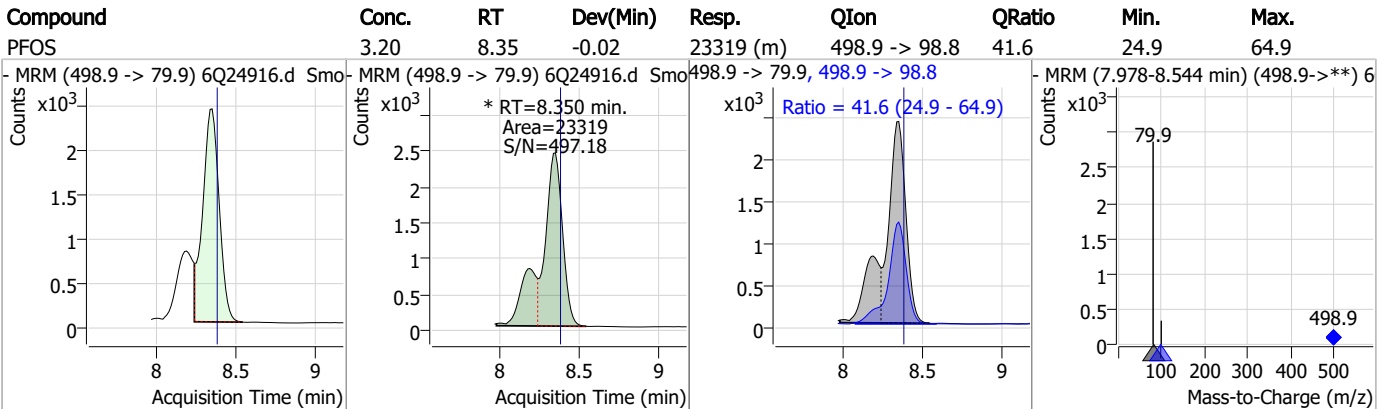 Compound Conc. RT Dev(Min) Resp. QIon QRatio Min. Max.
PFOS 3.20 8.35 -0.02 23319 (m) 498.9 -> 98.8 41.6 24.9 64.9
- MRM (498.9 -> 79.9) 6Q24916.d Smo
Counts
x10³
2
1.5
1
0.5
0
8 8.5 9
Acquisition Time (min)
- MRM (498.9 -> 79.9) 6Q24916.d Smo
Counts
x10³
* RT=8.350 min.
Area=23319
S/N=497.18
2.5
2
1.5
1
0.5
0
8 8.5 9
Acquisition Time (min)
498.9 -> 79.9, 498.9 -> 98.8
x10³
Ratio = 41.6 (24.9 - 64.9)
2
1.5
1
0.5
0
8 8.5 9
Acquisition Time (min)
- MRM (7.978-8.544 min) (498.9->**) 6
Counts
x10³
79.9
2.5
2
1.5
1
0.5
0
498.9
100 200 300 400 500
Mass-to-Charge (m/z)